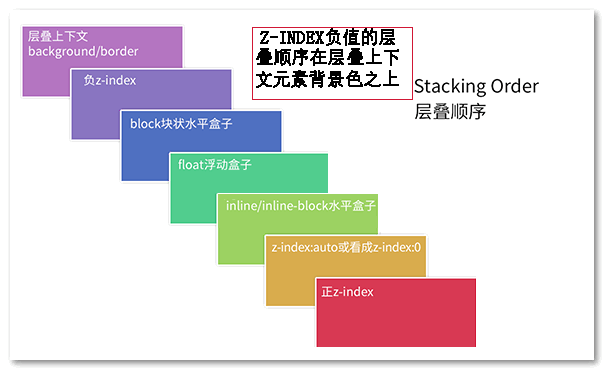 层叠上下文
background/border
Z-INDEX负值的层
叠顺序在层叠上下
文元素背景色之上
负z-index
Stacking Order
层叠顺序
block块状水平盒子
float浮动盒子
inline/inline-block水平盒子
z-index:auto或看成z-index:0
正z-index